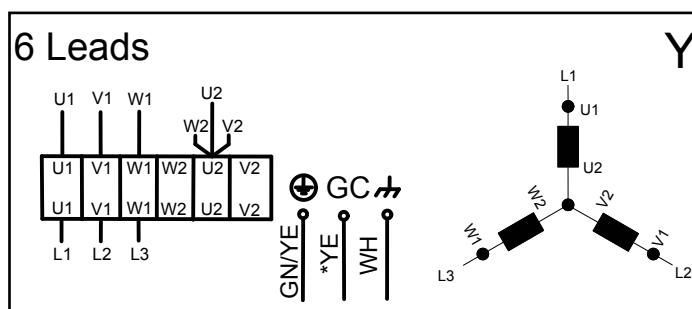 6 Leads
Y
U1 V1 W1 U2
W2 V2
U1 V1 W1 W2 U2 V2
U1 V1 W1 W2 U2 V2
L1 L2 L3
GC
GN/YE
*YE
WH
L1
U1
U2
W2
V2
W1
V1
L3
L2